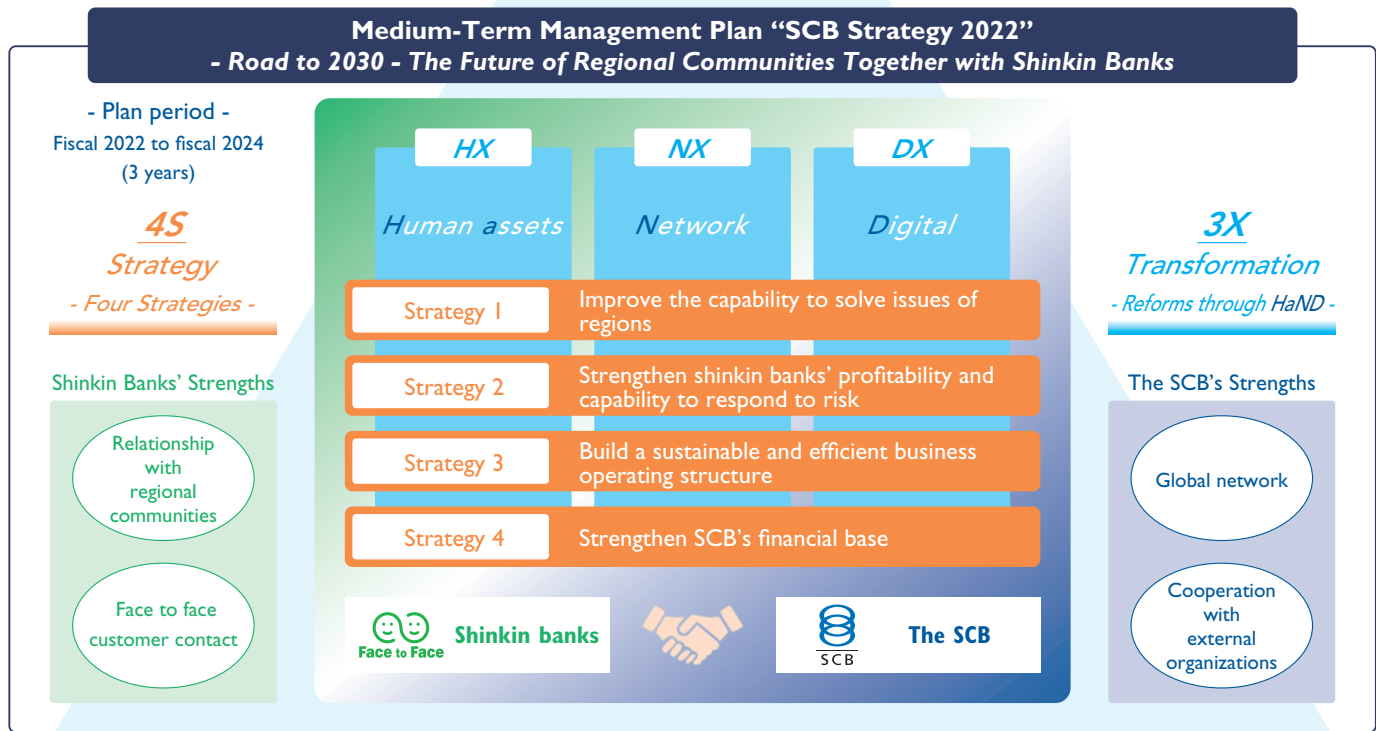 Medium-Term Management Plan “SCB Strategy 2022”
- Road to 2030 - The Future of Regional Communities Together with Shinkin Banks
- Plan period -
Fiscal 2022 to fiscal 2024
(3 years)
4S
Strategy
- Four Strategies -
Shinkin Banks’ Strengths
Relationship
with
regional
communities
Face to face
customer contact
HX
NX
DX
Human assets
Network
Digital
Strategy 1
Improve the capability to solve issues of
regions
Strategy 2
Strengthen shinkin banks’ profitability and
capability to respond to risk
Strategy 3
Build a sustainable and efficient business
operating structure
Strategy 4
Strengthen SCB’s financial base
Face to Face
Shinkin banks
SCB
The SCB
3X
Transformation
- Reforms through HaND -
The SCB’s Strengths
Global network
Cooperation
with
external
organizations